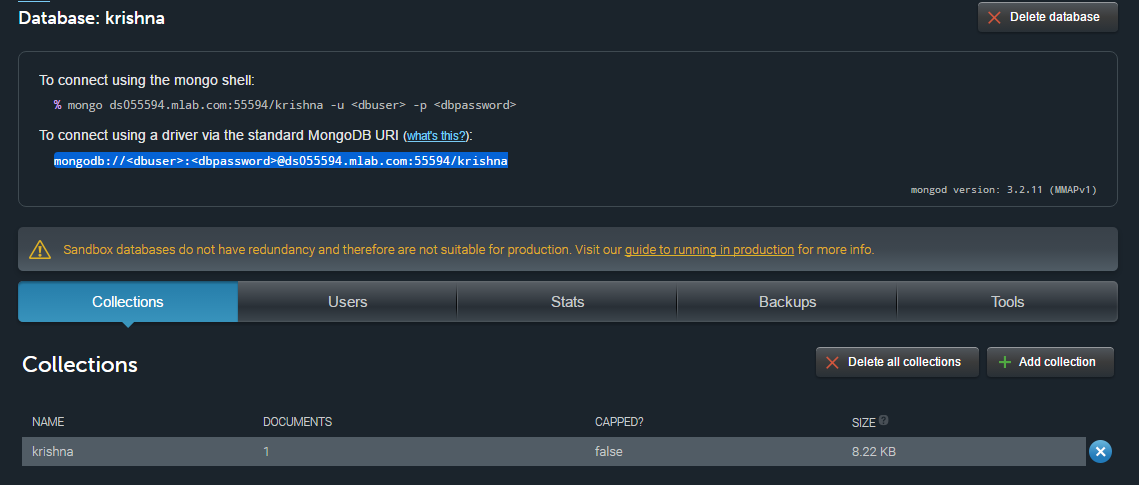 Database: krishna
Delete database
To connect using the mongo shell:
% mongo ds055594.mlab.com:55594/krishna -u <dbuser> -p <dbpassword>
To connect using a driver via the standard MongoDB URI (what's this?):
mongodb://<dbuser>:<dbpassword>@ds055594.mlab.com:55594/krishna
mongod version: 3.2.11 (MMAPv1)
Sandbox databases do not have redundancy and therefore are not suitable for production. Visit our guide to running in production for more info.
Collections Users Stats Backups Tools
Collections
Delete all collections
Add collection
NAME DOCUMENTS CAPPED? SIZE ?
krishna 1 false 8.22 KB